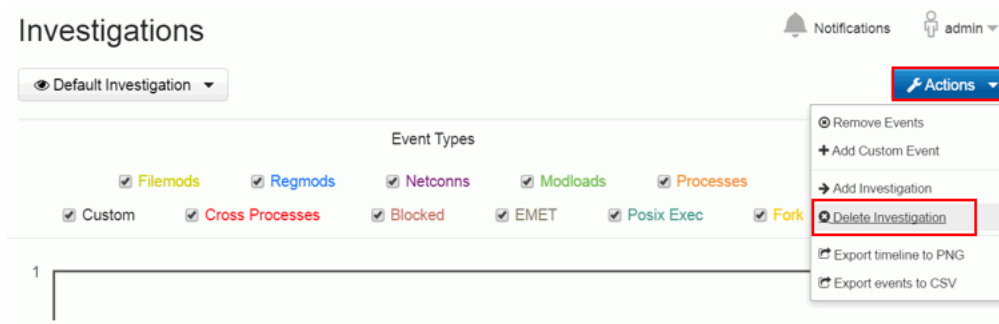 Investigations
Notifications
admin
Default Investigation
Actions
Remove Events
Add Custom Event
Add Investigation
Delete Investigation
Export timeline to PNG
Export events to CSV
Event Types
Filemods Regmods Netconns Modloads Processes
Custom Cross Processes Blocked EMET Posix Exec Fork
1